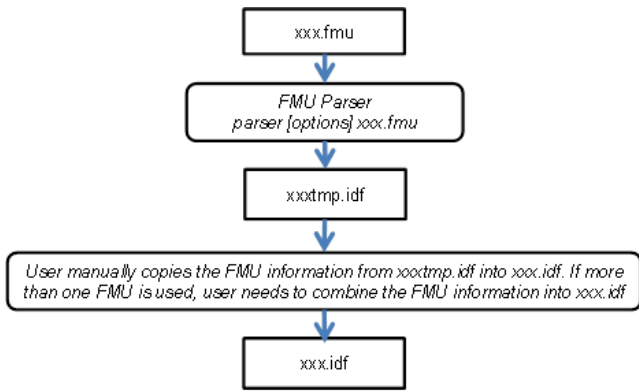 xxx.fmu
FMU Parser
parser [options] xxx.fmu
xxxtmp.idf
User manually copies the FMU information from xxxtmp.idf into xxx.idf. If more
than one FMU is used, user needs to combine the FMU information into xxx.idf
xxx.idf